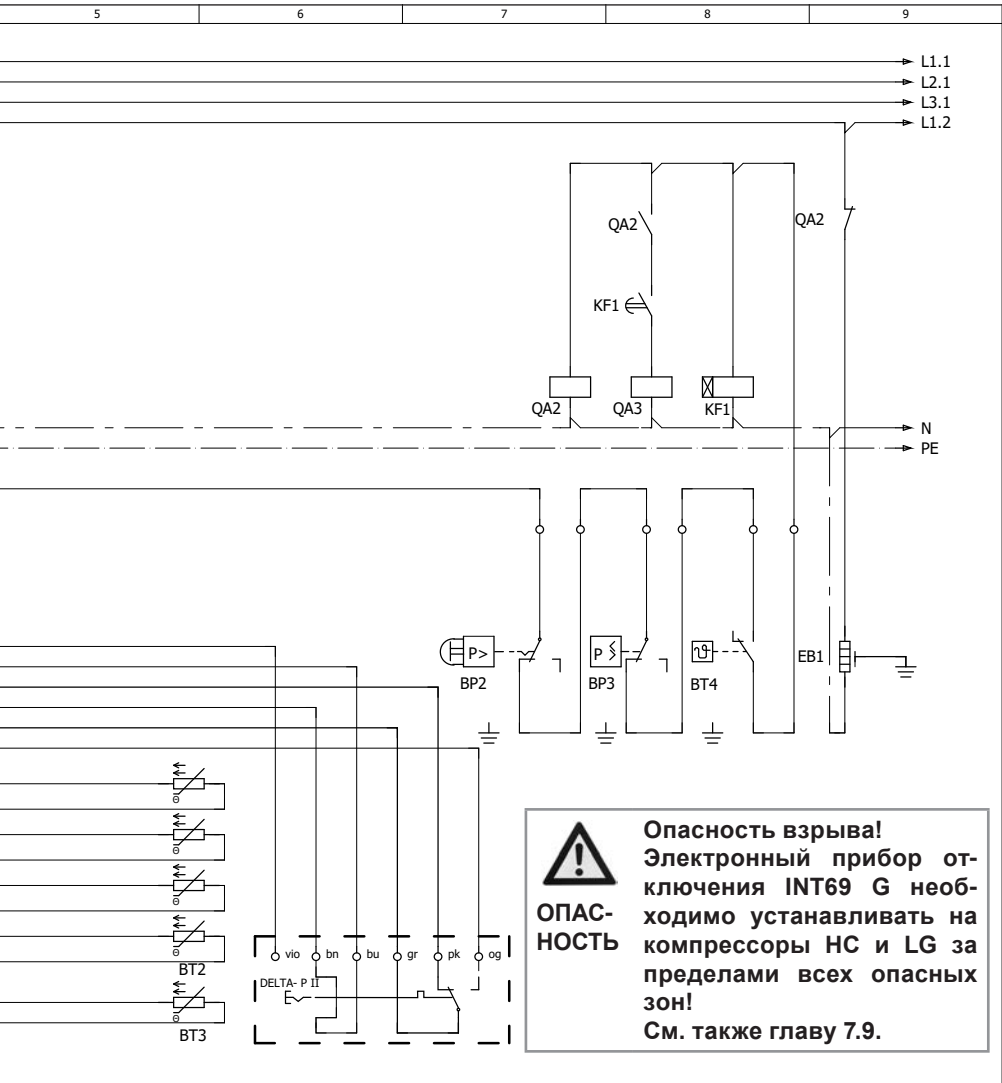 5 6 7 8 9
L1.1
L2.1
L3.1
L1.2
QA2 QA2
KF1
QA2 QA3 KF1
N
PE
P> P EB1
BP2 BP3 BT4
Θ
Θ
Θ
Θ
BT2
vio bn bu gr pk og
DELTA- P II
Θ
BT3
Опасность взрыва!
Электронный прибор от-
ключения INT69 G необ-
ходимо устанавливать на
компрессоры HC и LG за
пределами всех опасных
зон!
См. также главу 7.9.
ОПАС-
НОСТЬ